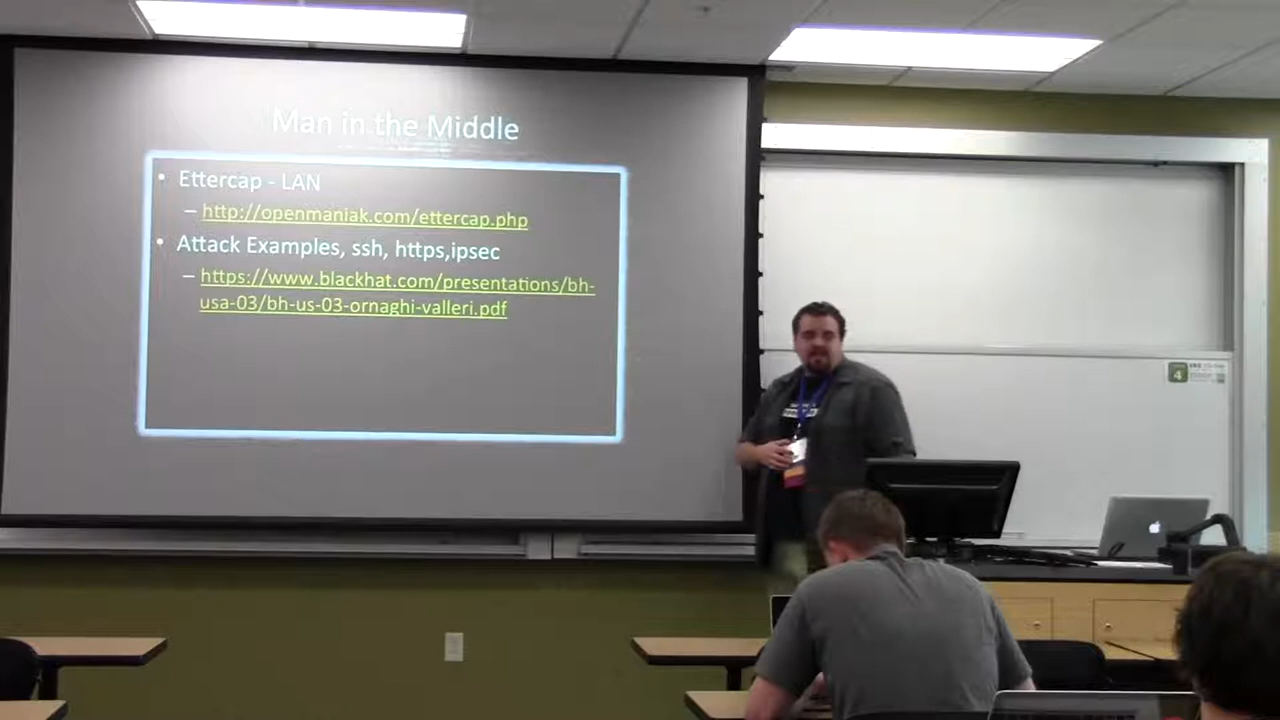 Man in the Middle
• Ettercap - LAN
– http://openmaniak.com/ettercap.php
• Attack Examples, ssh, https,ipsec
– https://www.blackhat.com/presentations/bh-
usa-03/bh-us-03-ornaghi-valleri.pdf
4